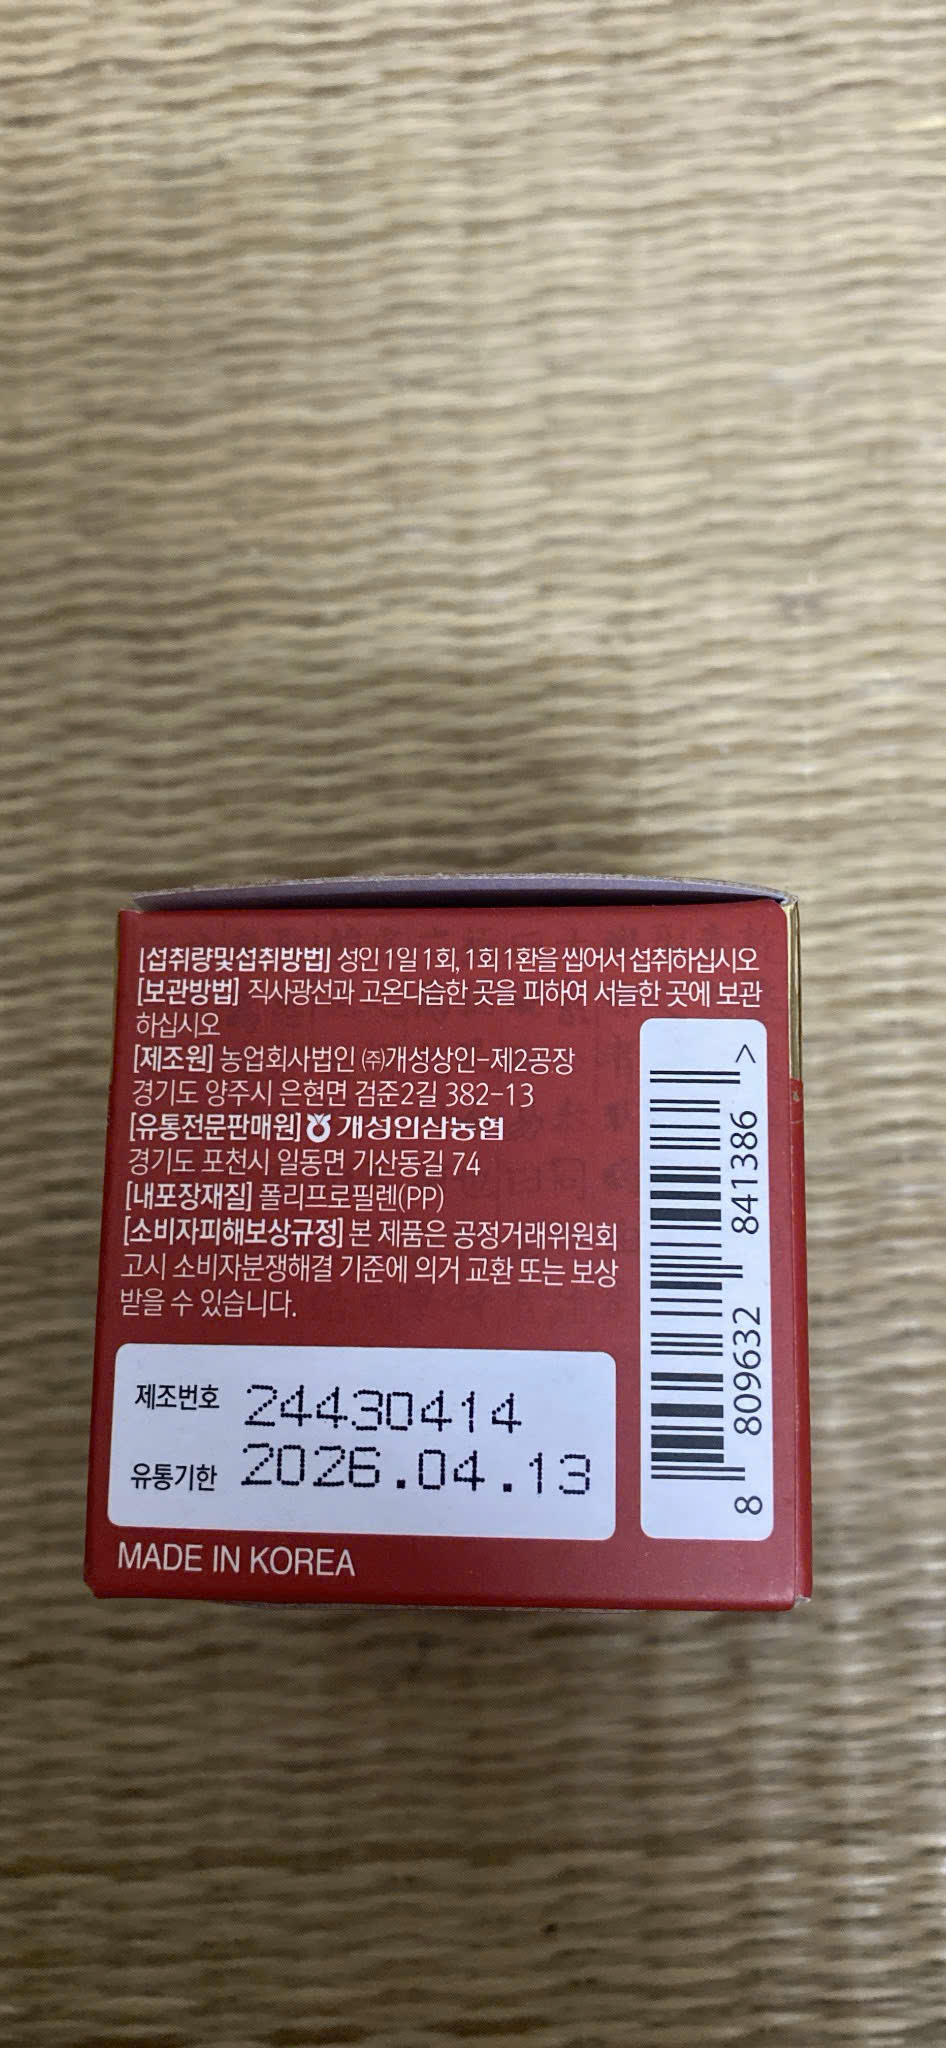 [섭취량및섭취방법] 성인 1일 1회, 1회 1환을 씹어서 섭취하십시오
[보관방법] 직사광선과 고온다습한 곳을 피하여 서늘한 곳에 보관
하십시오
[제조원] 농업회사법인 ㈜개성상인-제2공장
경기도 양주시 은현면 검준2길 382-13
[유통전문판매원] 개성인삼농협
경기도 포천시 일동면 기산동길 74
[내포장재질] 폴리프로필렌(PP)
[소비자피해보상규정] 본 제품은 공정거래위원회
고시 소비자분쟁해결 기준에 의거 교환 또는 보상
받을 수 있습니다.
제조번호 24430414
유통기한 2026.04.13
MADE IN KOREA
8 809632 841386 >